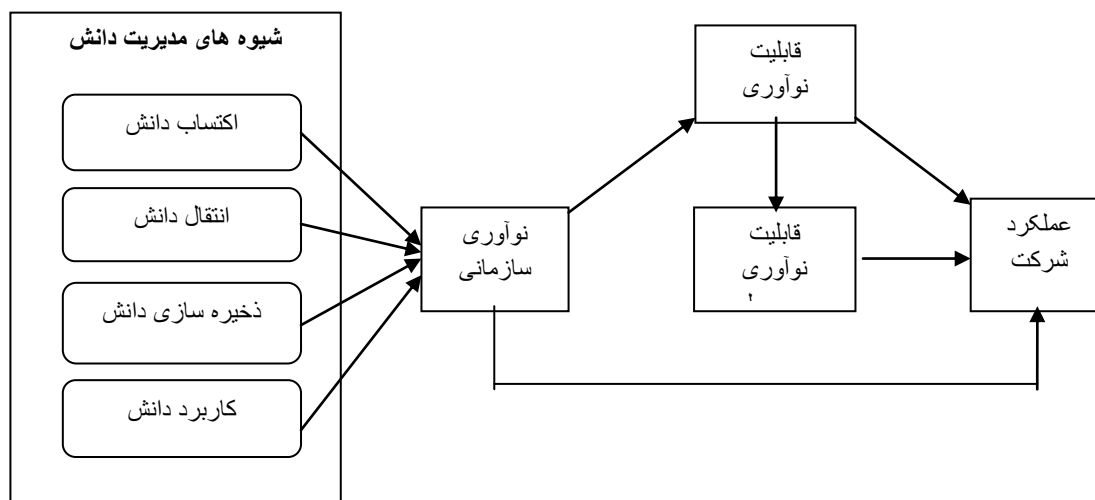 شیوه های مدیریت دانش
اکتساب دانش
انتقال دانش
ذخیره سازی دانش
کاربرد دانش
نوآوری
سازمانی
قابلیت
نوآوری
قابلیت
نوآوری
عملکرد
شرکت